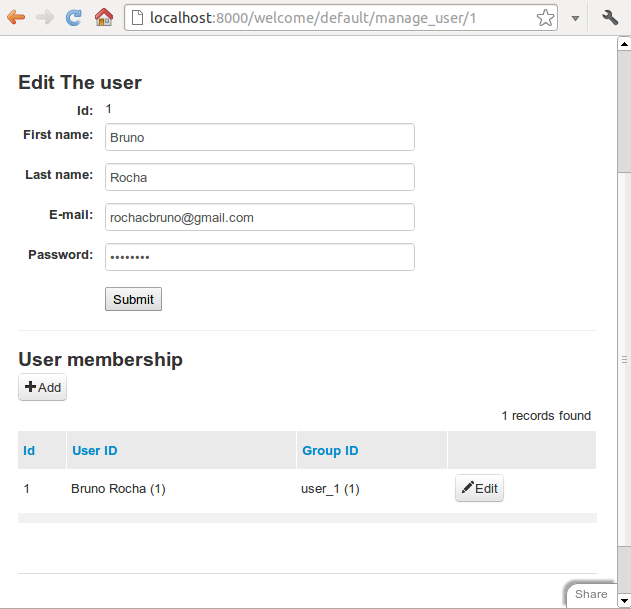 localhost:8000/welcome/default/manage_user/1
Edit The user
Id: 1
First name: Bruno
Last name: Rocha
E-mail: rochacbruno@gmail.com
Password: ••••••••
Submit
User membership
Add
1 records found
Id User ID Group ID
1 Bruno Rocha (1) user_1 (1) Edit
Share